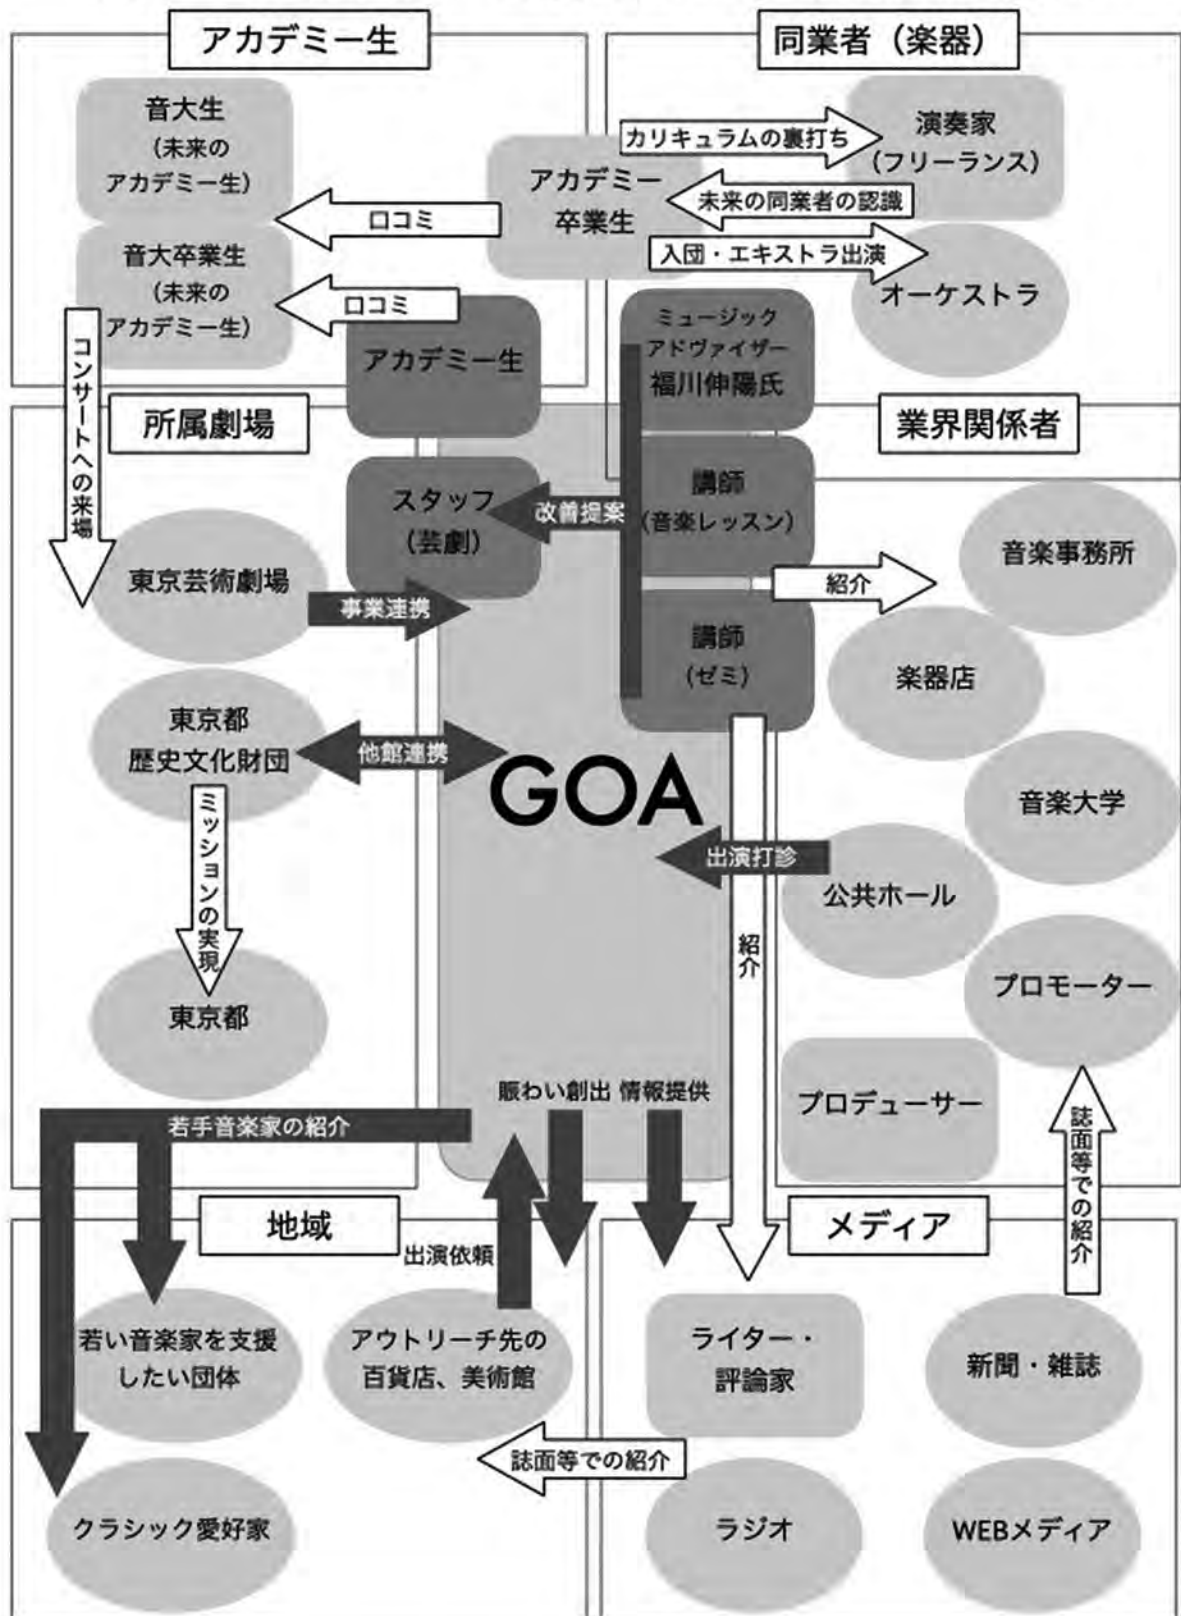 アカデミー生
音大生
(未来の
アカデミー生)
音大卒業生
(未来の
アカデミー生)
口コミ
口コミ
アカデミー
卒業生
アカデミー生
コンサートへの来場
同業者（楽器）
カリキュラムの裏打ち
演奏家
(フリーランス)
未来の同業者の認識
入団・エキストラ出演
オーケストラ
ミュージック
アドヴァイザー
福川伸陽氏
所属劇場
スタッフ
(芸劇)
改善提案
講師
(音楽レッスン)
東京芸術劇場
事業連携
講師
(ゼミ)
東京都
歴史文化財団
他館連携
ミッションの実現
東京都
GOA
業界関係者
音楽事務所
紹介
楽器店
音楽大学
出演打診
公共ホール
紹介
プロモーター
プロデューサー
賑わい創出
情報提供
若手音楽家の紹介
地域
出演依頼
若い音楽家を支援
したい団体
アウトリーチ先の
百貨店、美術館
クラシック愛好家
メディア
誌面等での紹介
ライター・
評論家
新聞・雑誌
誌面等での紹介
ラジオ
WEBメディア